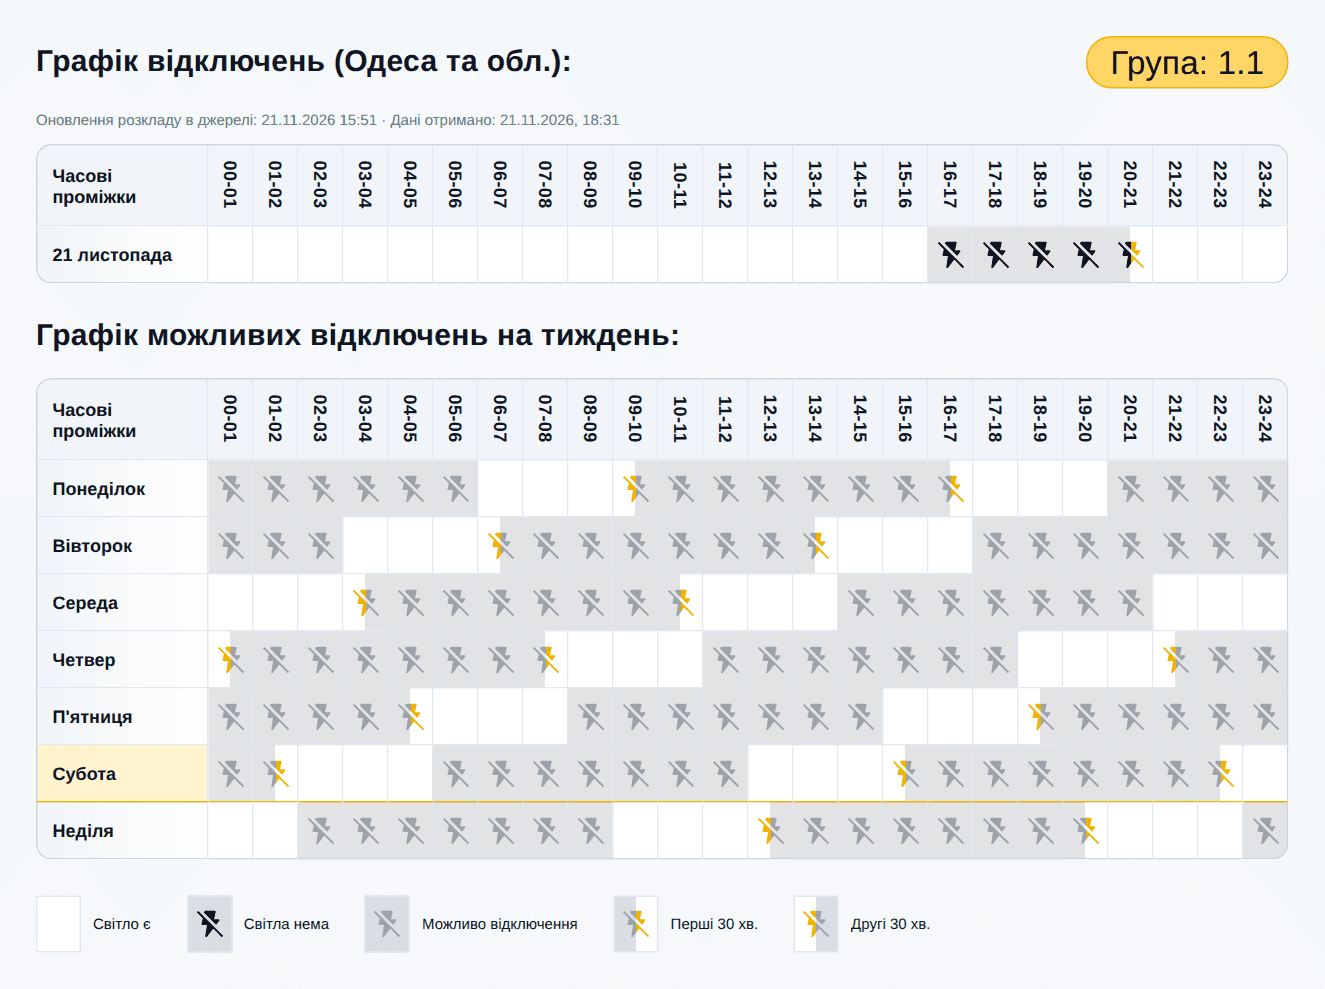 Графік відключень (Одеса та обл.):
Група: 1.1
Оновлення розкладу в джерелі: 21.11.2026 15:51 · Дані отримано: 21.11.2026, 18:31
Часові
проміжки
00-01 01-02 02-03 03-04 04-05 05-06 06-07 07-08 08-09 09-10 10-11 11-12 12-13 13-14 14-15 15-16 16-17 17-18 18-19 19-20 20-21 21-22 22-23 23-24
21 листопада
Графік можливих відключень на тиждень:
Часові
проміжки
00-01 01-02 02-03 03-04 04-05 05-06 06-07 07-08 08-09 09-10 10-11 11-12 12-13 13-14 14-15 15-16 16-17 17-18 18-19 19-20 20-21 21-22 22-23 23-24
Понеділок
Вівторок
Середа
Четвер
П'ятниця
Субота
Неділя
Світло є
Світла нема
Можливо відключення
Перші 30 хв.
Другі 30 хв.